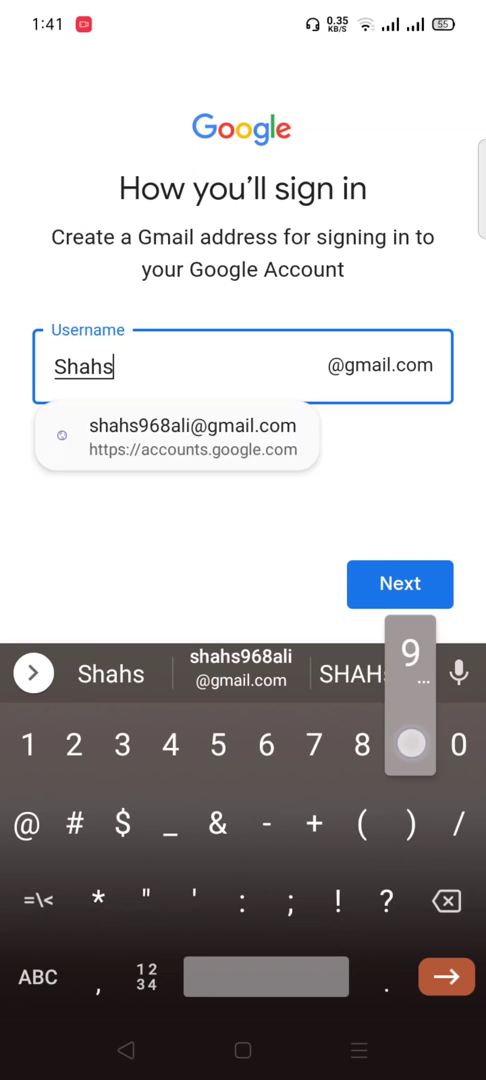 1:41
0.35
KB/S
55
Google
How you'll sign in
Create a Gmail address for signing in to
your Google Account
Username
Shahs
@gmail.com
shahs968ali@gmail.com
https://accounts.google.com
Next
9
...
Shahs
shahs968ali
@gmail.com
SHAHS
1 2 3 4 5 6 7 8 0
@ # $ _ & - + ( ) /
=\< * " ' : ; ! ?
ABC , 12 .
34